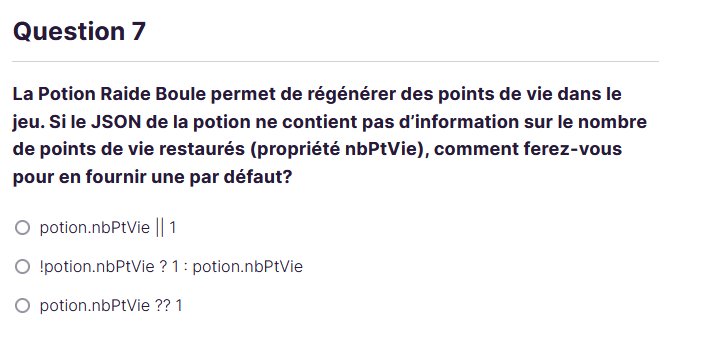 Question 7
La Potion Raide Boule permet de régénérer des points de vie dans le
jeu. Si le JSON de la potion ne contient pas d’information sur le nombre
de points de vie restaurés (propriété nbPtVie), comment ferez-vous
pour en fournir une par défaut?
potion.nbPtVie || 1
!potion.nbPtVie ? 1 : potion.nbPtVie
potion.nbPtVie ?? 1